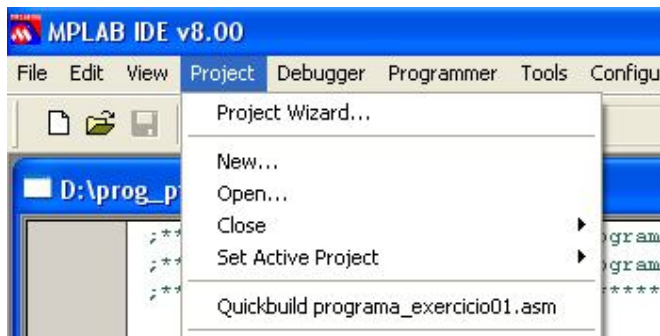 MPLAB IDE v8.00
File Edit View Project Debugger Programmer Tools
Project Wizard...
New...
Open...
Close
Set Active Project
Quickbuild programa_exercicio01.asm